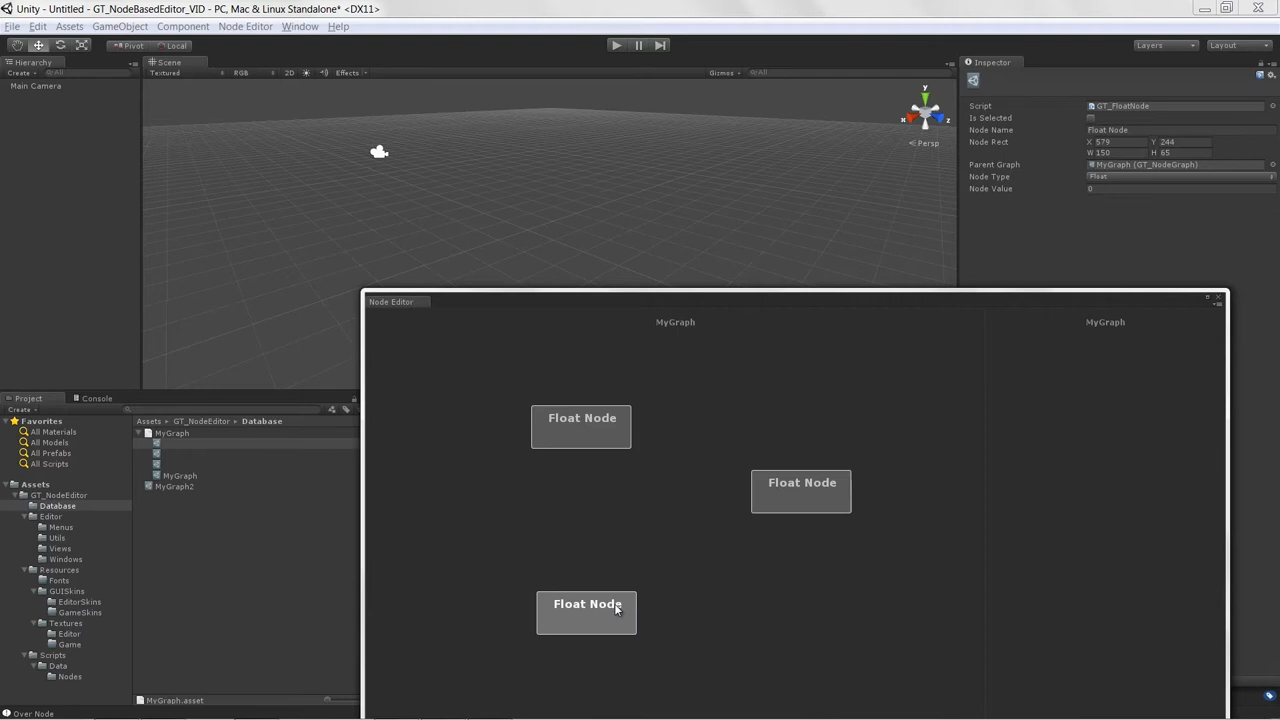 Unity - Untitled - GT_NodeBasedEditor_VID - PC, Mac & Linux Standalone* <DX11>
File Edit Assets GameObject Component Node Editor Window Help
Pivot Local Layers Layout
Hierarchy
Create All
Main Camera
Scene
Textured RGB 2D Effects Gizmos All
y
x z
Persp
Inspector
Script GT_FloatNode
Is Selected
Node Name Float Node
Node Rect X 579 Y 244
W 150 H 65
Parent Graph MyGraph (GT_NodeGraph)
Node Type Float
Node Value 0
Node Editor
MyGraph MyGraph
Float Node
Float Node
Float Node
Project Console
Create
Favorites
All Materials
All Models
All Prefabs
All Scripts
Assets
GT_NodeEditor
Database
Editor
Menus
Utils
Views
Windows
Resources
Fonts
GUISkins
EditorSkins
GameSkins
Textures
Editor
Game
Scripts
Data
Nodes
Assets GT_NodeEditor Database
MyGraph
MyGraph
MyGraph2
MyGraph.asset
Over Node